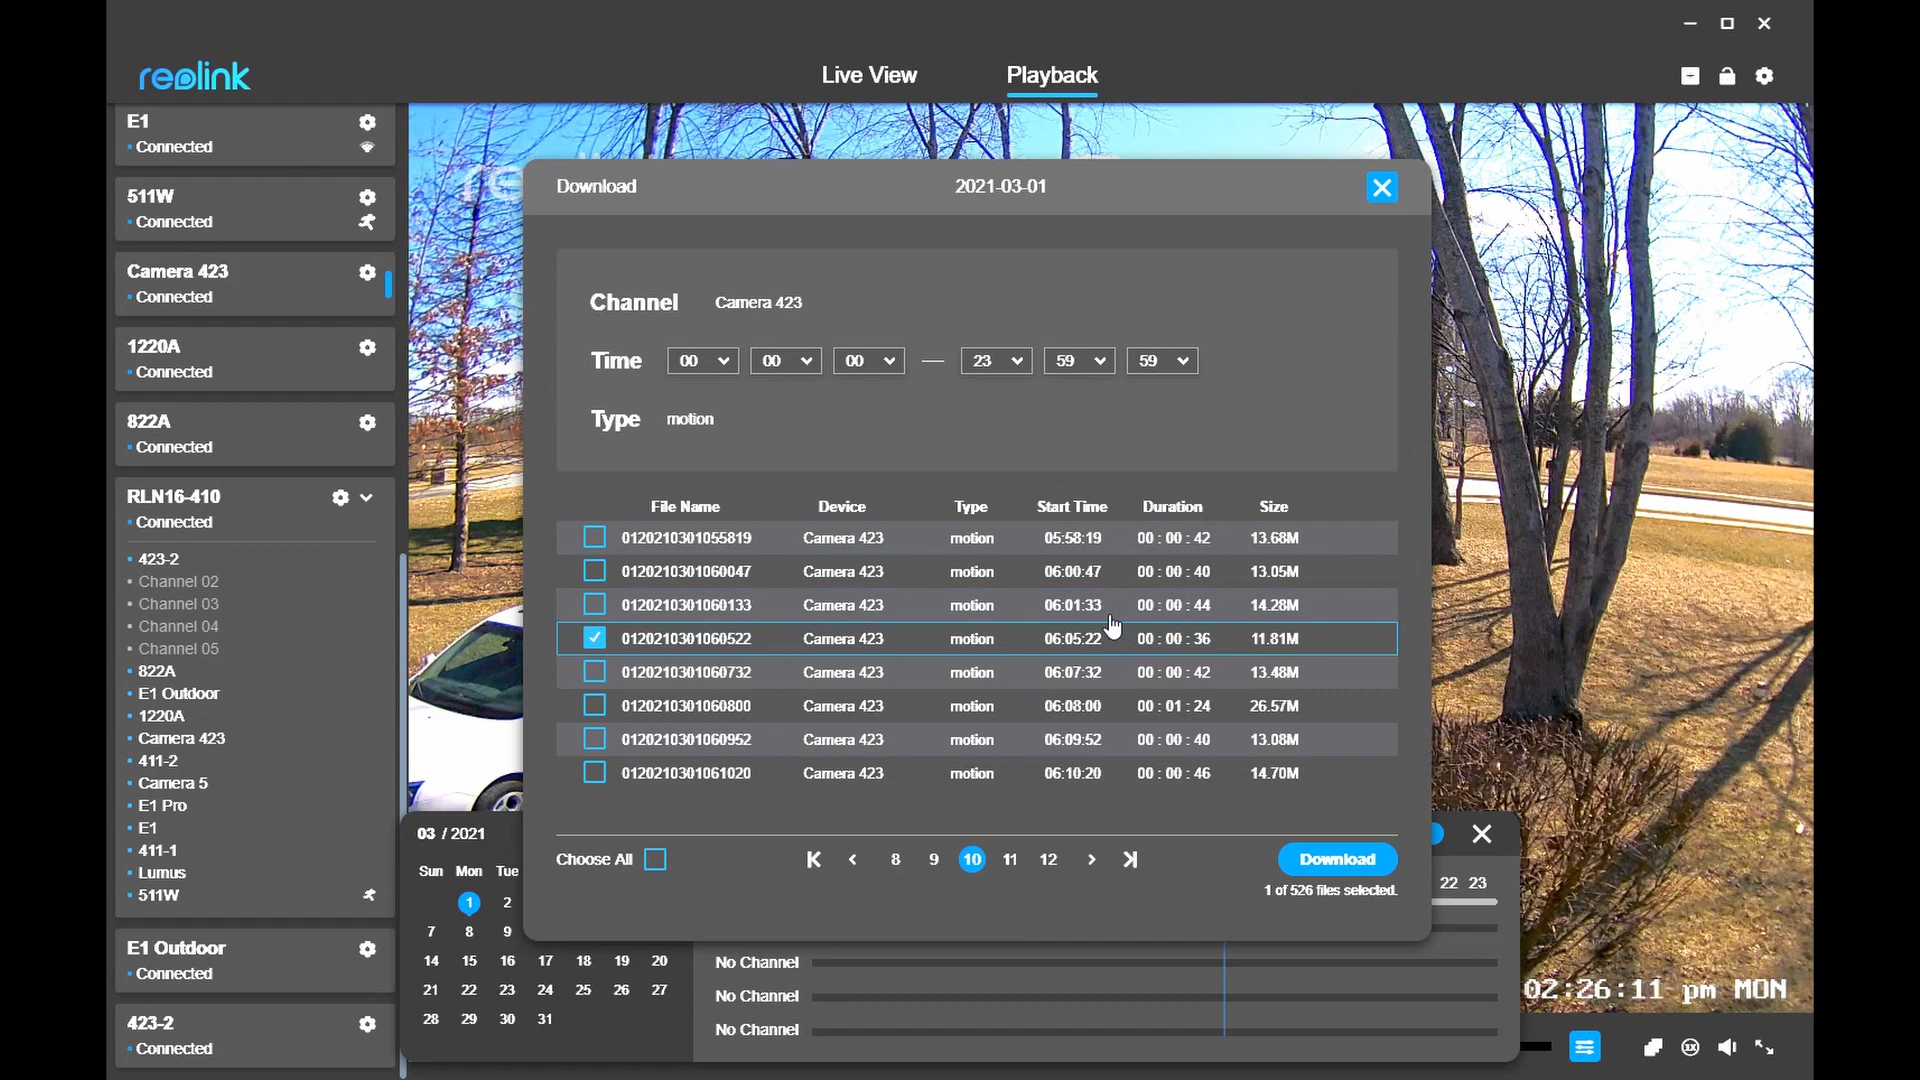 reolink
Live View
Playback
E1
Connected
511W
Connected
Camera 423
Connected
1220A
Connected
822A
Connected
RLN16-410
Connected
423-2
Channel 02
Channel 03
Channel 04
Channel 05
822A
E1 Outdoor
1220A
Camera 423
411-2
Camera 5
E1 Pro
E1
411-1
Lumus
511W
E1 Outdoor
Connected
423-2
Connected
Download 2021-03-01
Channel Camera 423
Time 00 00 00 — 23 59 59
Type motion
File Name Device Type Start Time Duration Size
0120210301055819 Camera 423 motion 05:58:19 00 : 00 : 42 13.68M
0120210301060047 Camera 423 motion 06:00:47 00 : 00 : 40 13.05M
0120210301060133 Camera 423 motion 06:01:33 00 : 00 : 44 14.28M
0120210301060522 Camera 423 motion 06:05:22 00 : 00 : 36 11.81M
0120210301060732 Camera 423 motion 06:07:32 00 : 00 : 42 13.48M
0120210301060800 Camera 423 motion 06:08:00 00 : 01 : 24 26.57M
0120210301060952 Camera 423 motion 06:09:52 00 : 00 : 40 13.08M
0120210301061020 Camera 423 motion 06:10:20 00 : 00 : 46 14.70M
Choose All 8 9 10 11 12 Download
1 of 526 files selected.
03 / 2021
Sun Mon Tue
1 2
7 8 9
14 15 16 17 18 19 20
21 22 23 24 25 26 27
28 29 30 31
22 23
No Channel
No Channel
No Channel
02:26:11 pm MON
1X